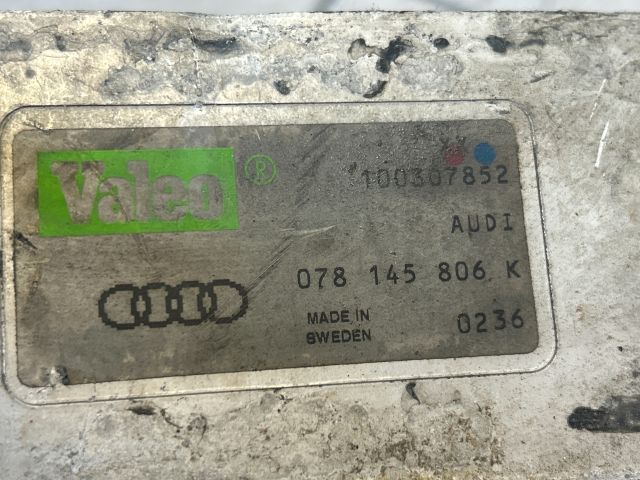 Valeo®
100307852
AUDI
078 145 806 K
MADE IN
SWEDEN
0236